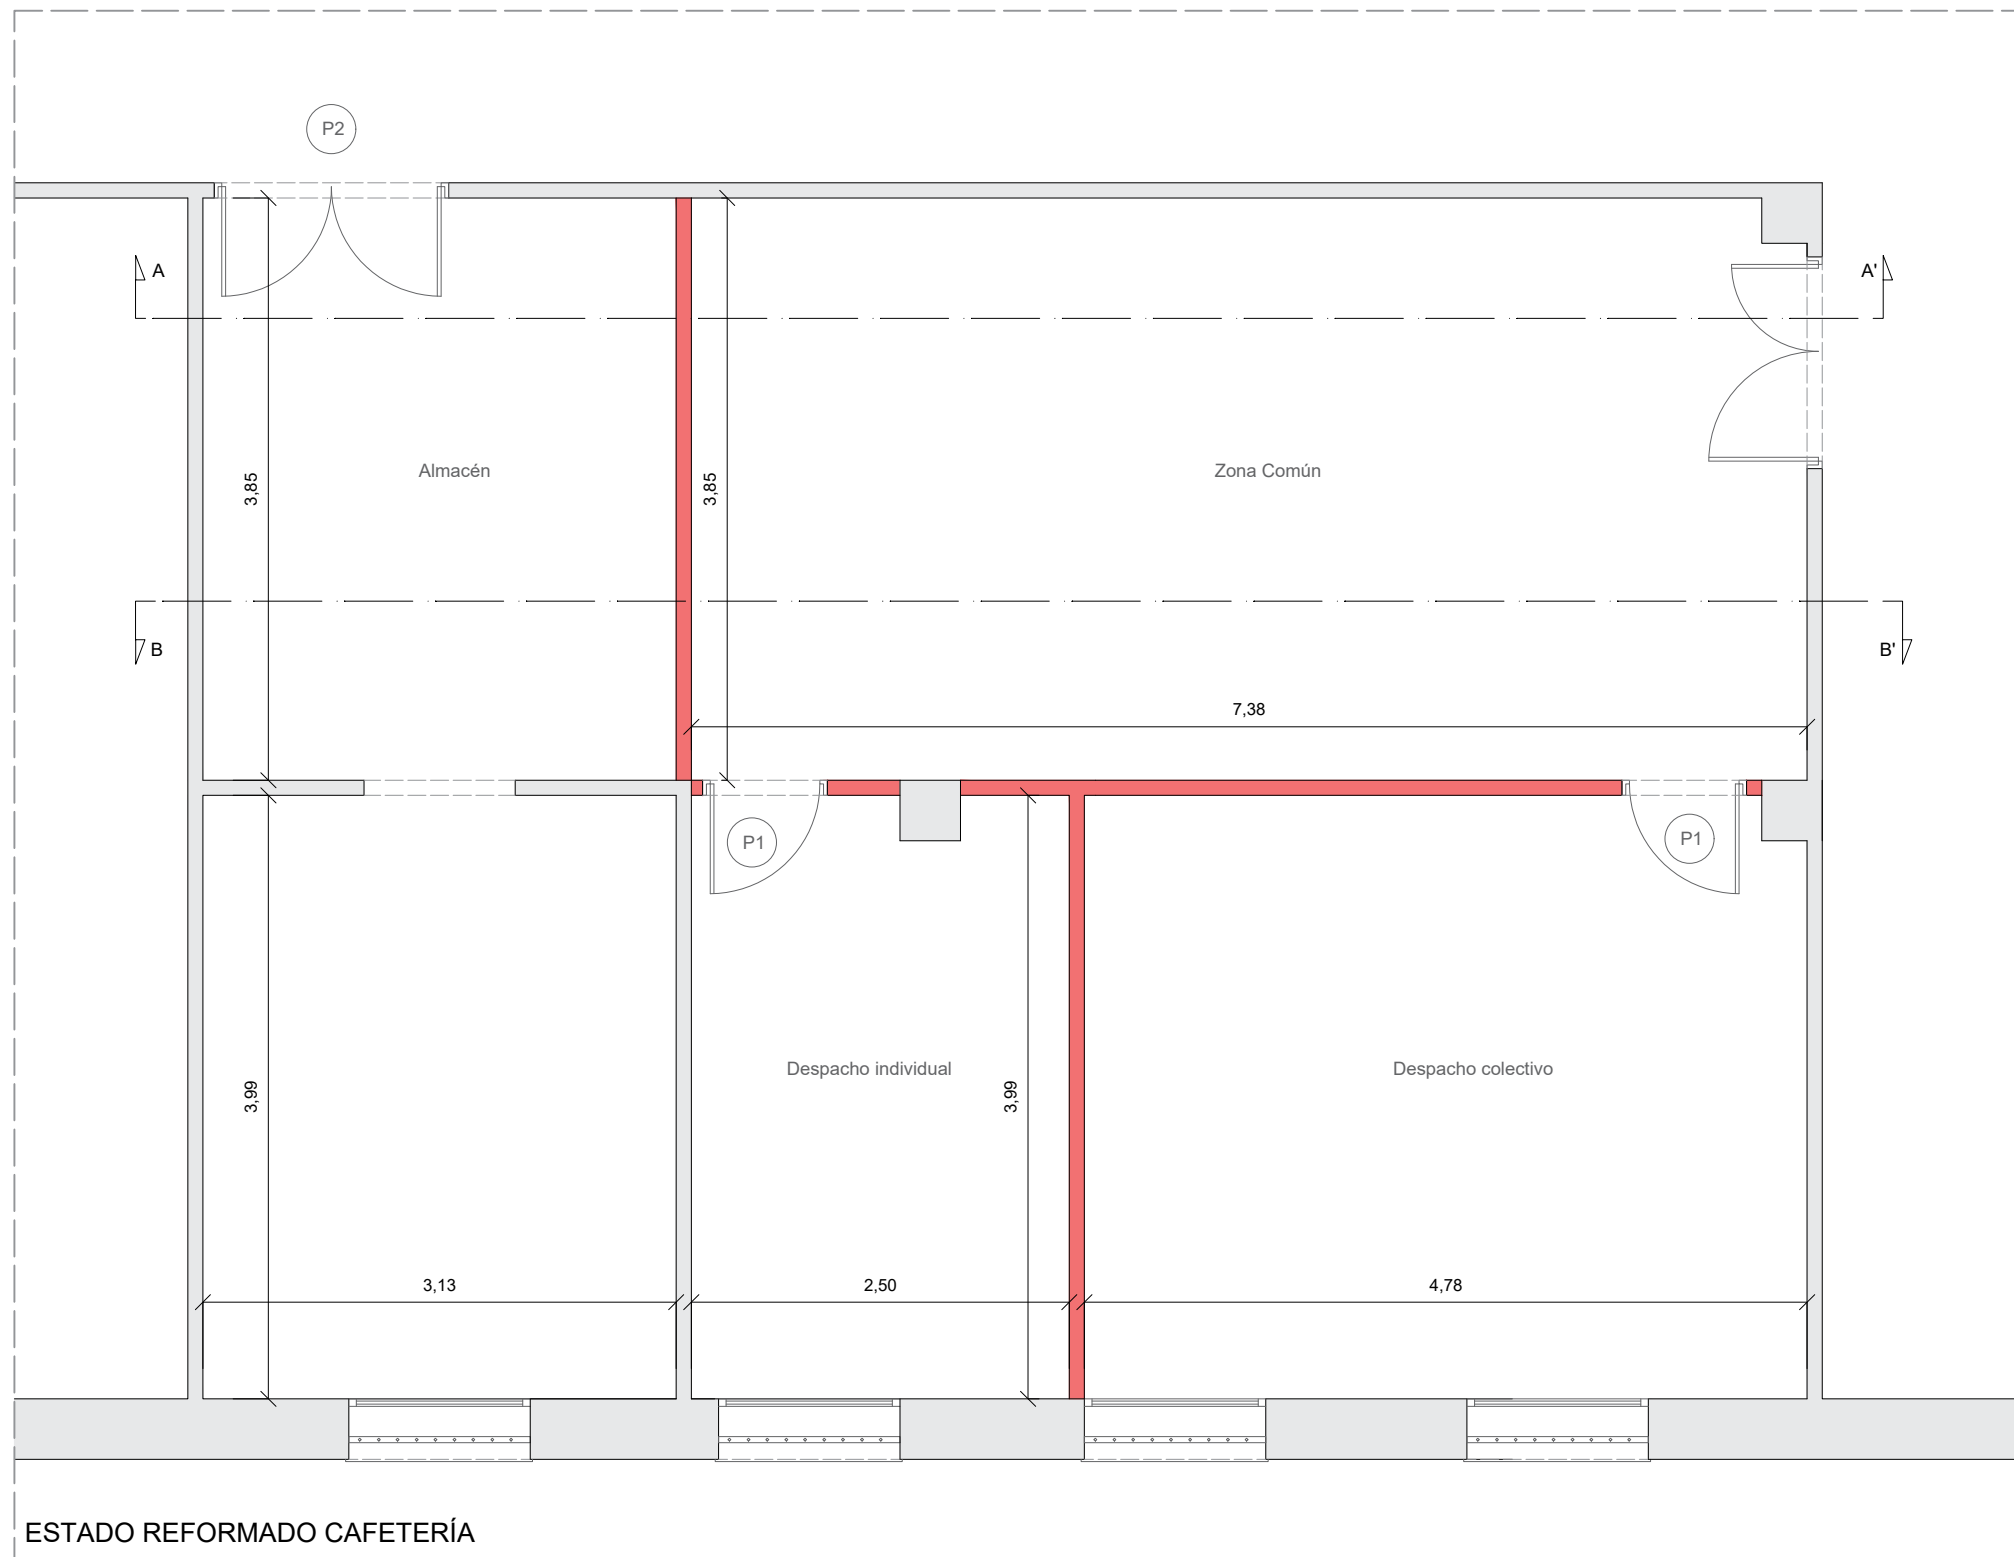 P2
A
A'
Almacén
Zona Común
3,85
3,85
B
B'
7,38
P1
P1
Despacho individual
Despacho colectivo
3,99
3,99
3,13
2,50
4,78
ESTADO REFORMADO CAFETERÍA